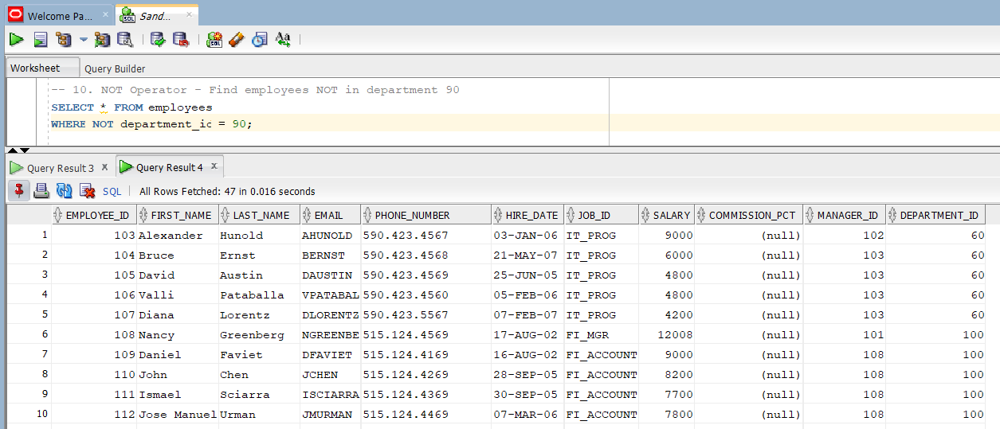 Welcome Pa... Sand...
Worksheet Query Builder
-- 10. NOT Operator - Find employees NOT in department 90
SELECT * FROM employees
WHERE NOT department_id = 90;
Query Result 3 x Query Result 4 x
SQL All Rows Fetched: 47 in 0.016 seconds
EMPLOYEE_ID FIRST_NAME LAST_NAME EMAIL PHONE_NUMBER HIRE_DATE JOB_ID SALARY COMMISSION_PCT MANAGER_ID DEPARTMENT_ID
1 103 Alexander Hunold AHUNOLD 590.423.4567 03-JAN-06 IT_PROG 9000 (null) 102 60
2 104 Bruce Ernst BERNST 590.423.4568 21-MAY-07 IT_PROG 6000 (null) 103 60
3 105 David Austin DAUSTIN 590.423.4569 25-JUN-05 IT_PROG 4800 (null) 103 60
4 106 Valli Pataballa VPATABAL 590.423.4560 05-FEB-06 IT_PROG 4800 (null) 103 60
5 107 Diana Lorentz DLORENTZ 590.423.5567 07-FEB-07 IT_PROG 4200 (null) 103 60
6 108 Nancy Greenberg NGREENBE 515.124.4569 17-AUG-02 FI_MGR 12008 (null) 101 100
7 109 Daniel Faviet DFAVIET 515.124.4169 16-AUG-02 FI_ACCOUNT 9000 (null) 108 100
8 110 John Chen JCHEN 515.124.4269 28-SEP-05 FI_ACCOUNT 8200 (null) 108 100
9 111 Ismael Sciarra ISCIARRA 515.124.4369 30-SEP-05 FI_ACCOUNT 7700 (null) 108 100
10 112 Jose Manuel Urman JMURMAN 515.124.4469 07-MAR-06 FI_ACCOUNT 7800 (null) 108 100